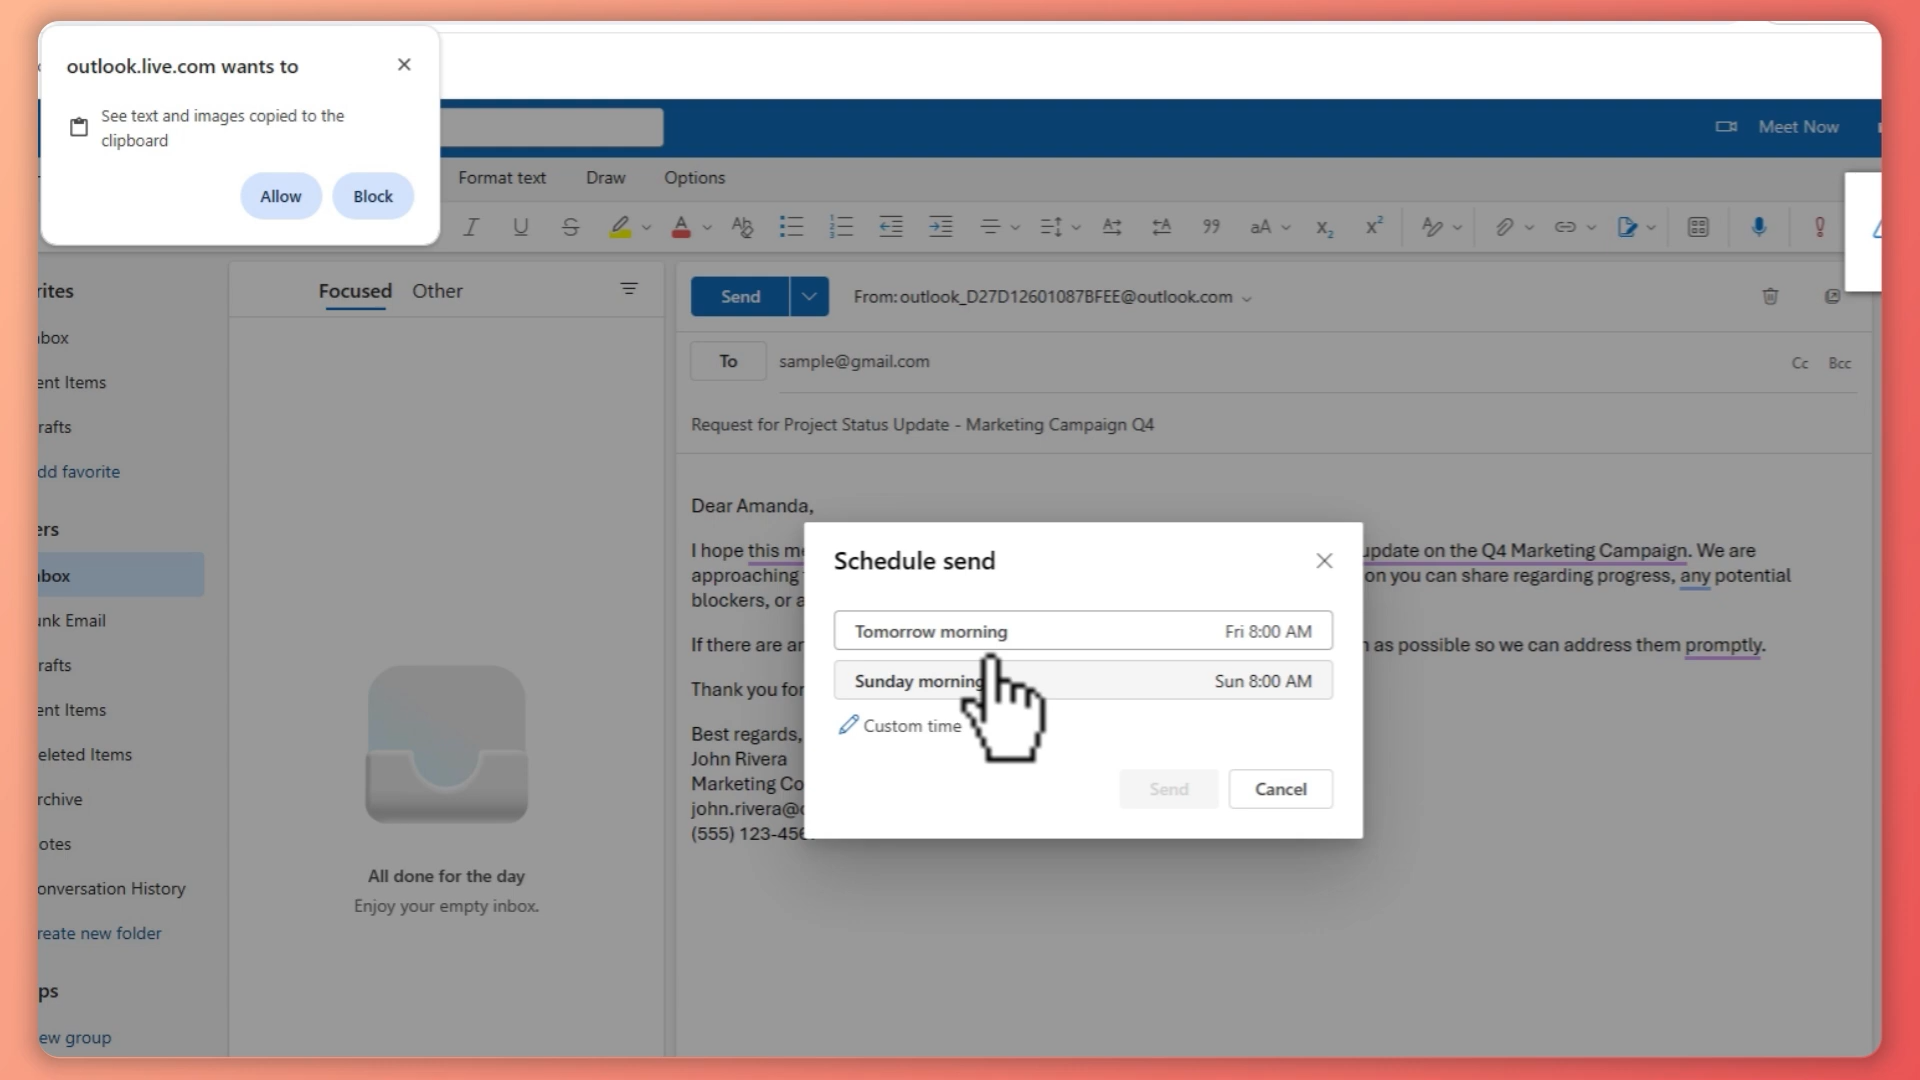 outlook.live.com wants to
See text and images copied to the
clipboard
Allow Block
Meet Now
Format text Draw Options
Focused Other
Send From: outlook_D27D12601087BFEE@outlook.com
To sample@gmail.com Cc Bcc
Request for Project Status Update - Marketing Campaign Q4
Dear Amanda,
I hope this update on the Q4 Marketing Campaign. We are
approaching on you can share regarding progress, any potential
blockers, or
If there are as possible so we can address them promptly.
Thank you for
Best regards,
John Rivera
Marketing
john.rivera@
(555) 123-456
Schedule send
Tomorrow morning Fri 8:00 AM
Sunday morning Sun 8:00 AM
Custom time
Send Cancel
rites
box
ent Items
rafts
dd favorite
ers
box
unk Email
rafts
ent Items
eleted Items
rchive
otes
onversation History
reate new folder
ps
ew group
All done for the day
Enjoy your empty inbox.